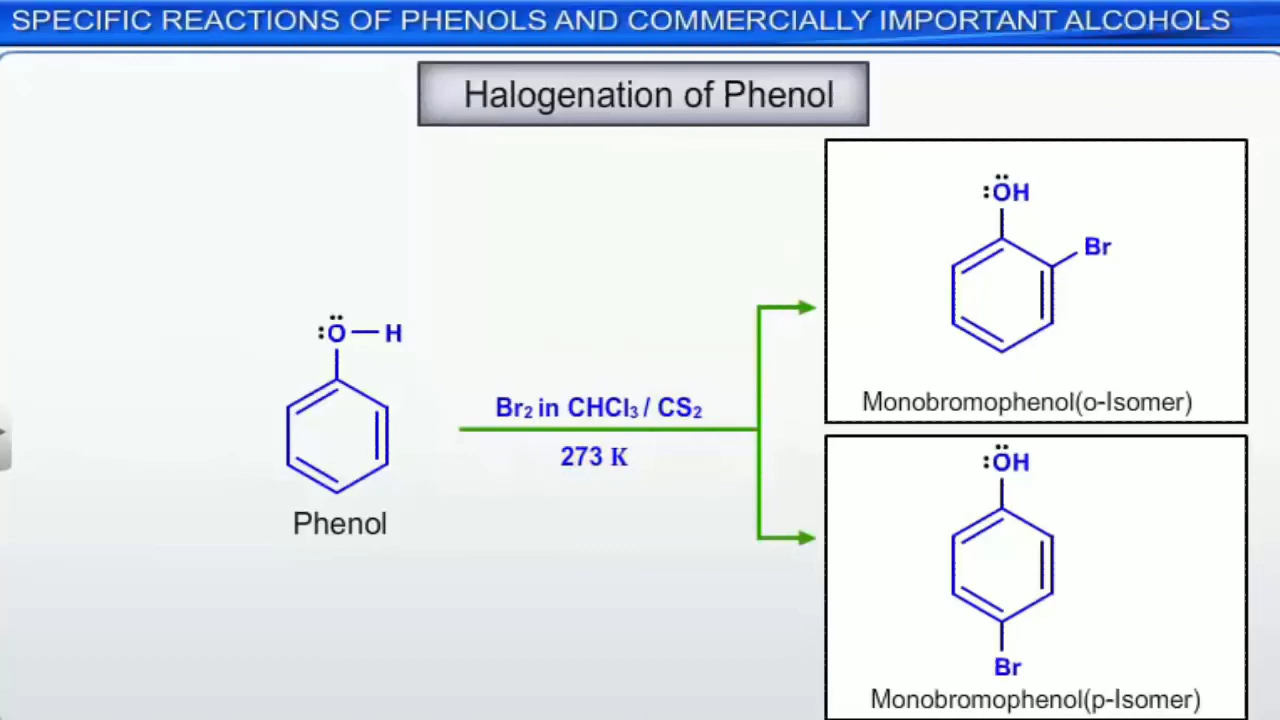 SPECIFIC REACTIONS OF PHENOLS AND COMMERCIALLY IMPORTANT ALCOHOLS
Halogenation of Phenol
:ÖH
Br
Monobromophenol(o-Isomer)
:Ö—H
Phenol
Br₂ in CHCl₃ / CS₂
273 K
:ÖH
Br
Monobromophenol(p-Isomer)